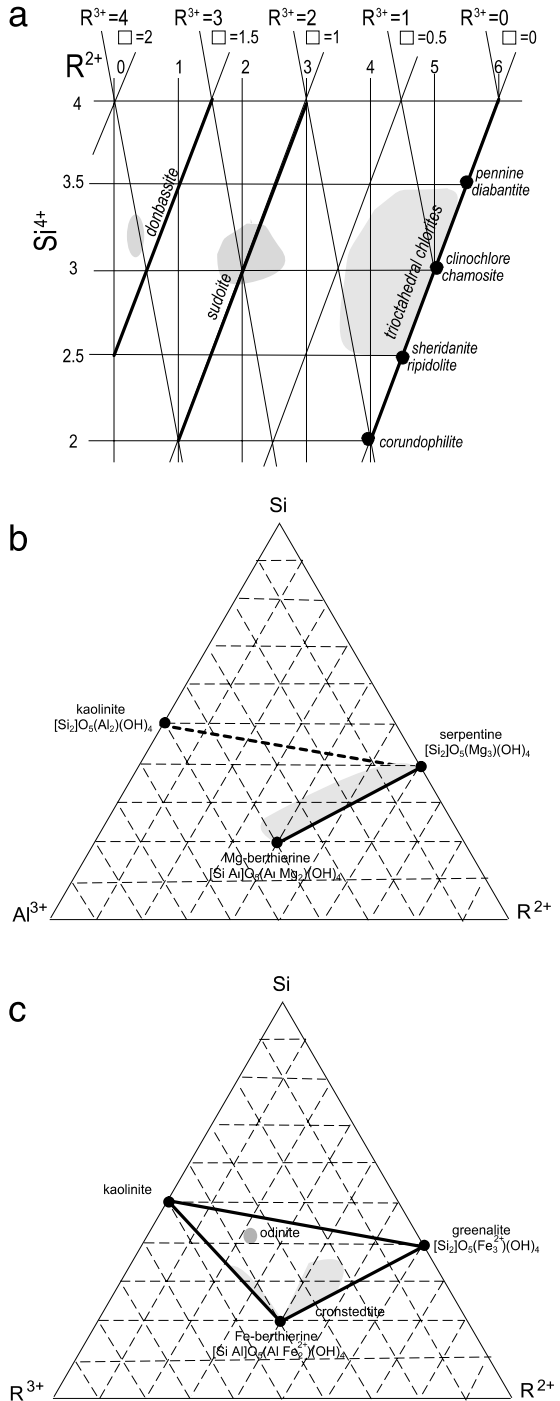 a
R³⁺=4 R³⁺=3 R³⁺=2 R³⁺=1 R³⁺=0
□=2 □=1.5 □=1 □=0.5 □=0
R²⁺ 0 1 2 3 4 5 6
4
3.5
3
2.5
2
Si⁴⁺
donbassite
sudoite
trioctahedral chlorites
pennine
diabantite
clinochlore
chamosite
sheridanite
ripidolite
corundophilite
b
Si
kaolinite
[Si₂]O₅(Al₂)(OH)₄
serpentine
[Si₂]O₅(Mg₃)(OH)₄
Mg-berthierine
[Si Al]O₅(Al Mg₂)(OH)₄
Al³⁺ R²⁺
c
Si
kaolinite
odinite
greenalite
[Si₂]O₅(Fe₃²⁺)(OH)₄
cronstedtite
Fe-berthierine
[Si Al]O₅(Al Fe₂²⁺)(OH)₄
R³⁺ R²⁺